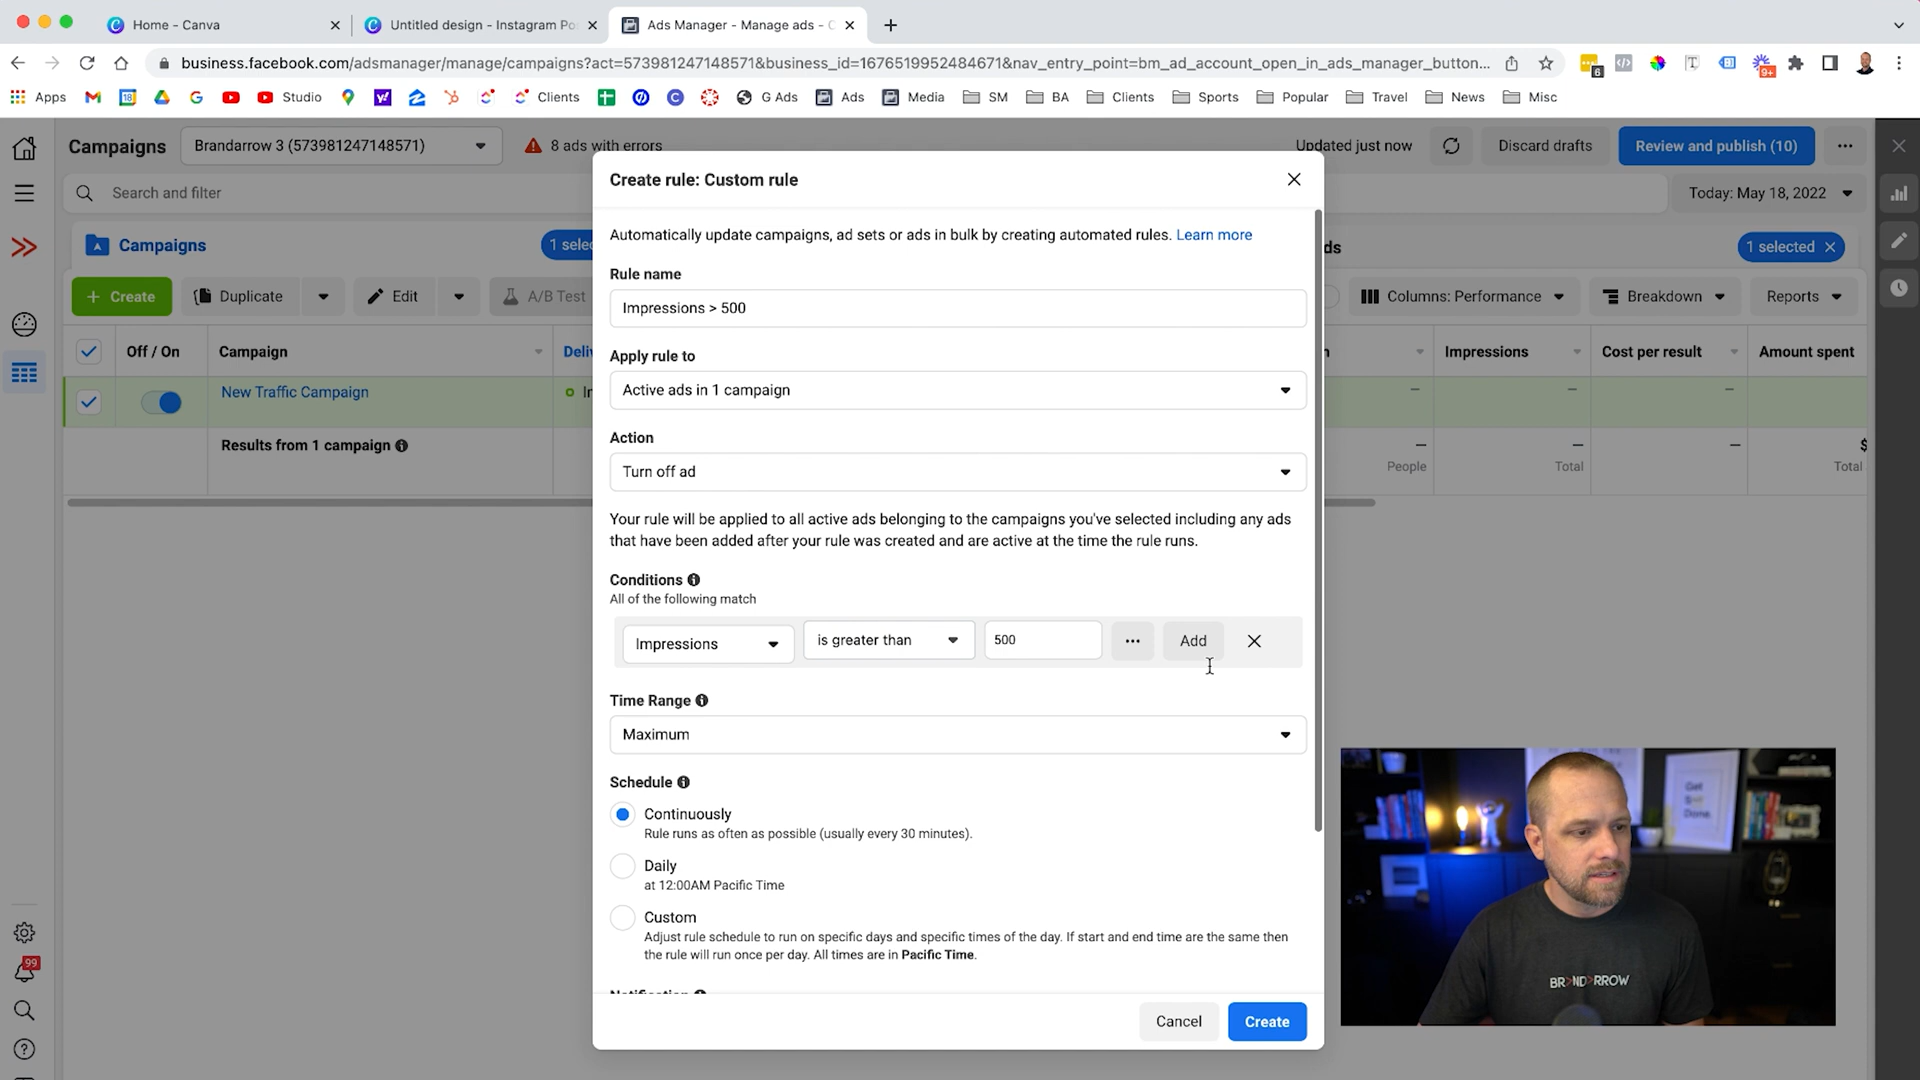 Home - Canva
Untitled design - Instagram Po
Ads Manager - Manage ads - C
business.facebook.com/adsmanager/manage/campaigns?act=573981247148571&business_id=1676519952484671&nav_entry_point=bm_ad_account_open_in_ads_manager_button...
6
9+
Apps
18
Studio
Clients
G Ads
Ads
Media
SM
BA
Clients
Sports
Popular
Travel
News
Misc
Campaigns
Brandarrow 3 (573981247148571)
8 ads with errors
Updated just now
Discard drafts
Review and publish (10)
Search and filter
Today: May 18, 2022
Campaigns
1 selec
ds
1 selected
Create
Duplicate
Edit
A/B Test
Columns: Performance
Breakdown
Reports
Off / On
Campaign
Deli
n
Impressions
Cost per result
Amount spent
New Traffic Campaign
In
—
—
—
Results from 1 campaign
—
—
—
$
People
Total
Total
99
Create rule: Custom rule
Automatically update campaigns, ad sets or ads in bulk by creating automated rules. Learn more
Rule name
Impressions > 500
Apply rule to
Active ads in 1 campaign
Action
Turn off ad
Your rule will be applied to all active ads belonging to the campaigns you've selected including any ads
that have been added after your rule was created and are active at the time the rule runs.
Conditions
All of the following match
Impressions
is greater than
500
Add
Time Range
Maximum
Schedule
Continuously
Rule runs as often as possible (usually every 30 minutes).
Daily
at 12:00AM Pacific Time
Custom
Adjust rule schedule to run on specific days and specific times of the day. If start and end time are the same then
the rule will run once per day. All times are in Pacific Time.
Notification
Cancel
Create
Get
Done.
BR>ND>RROW